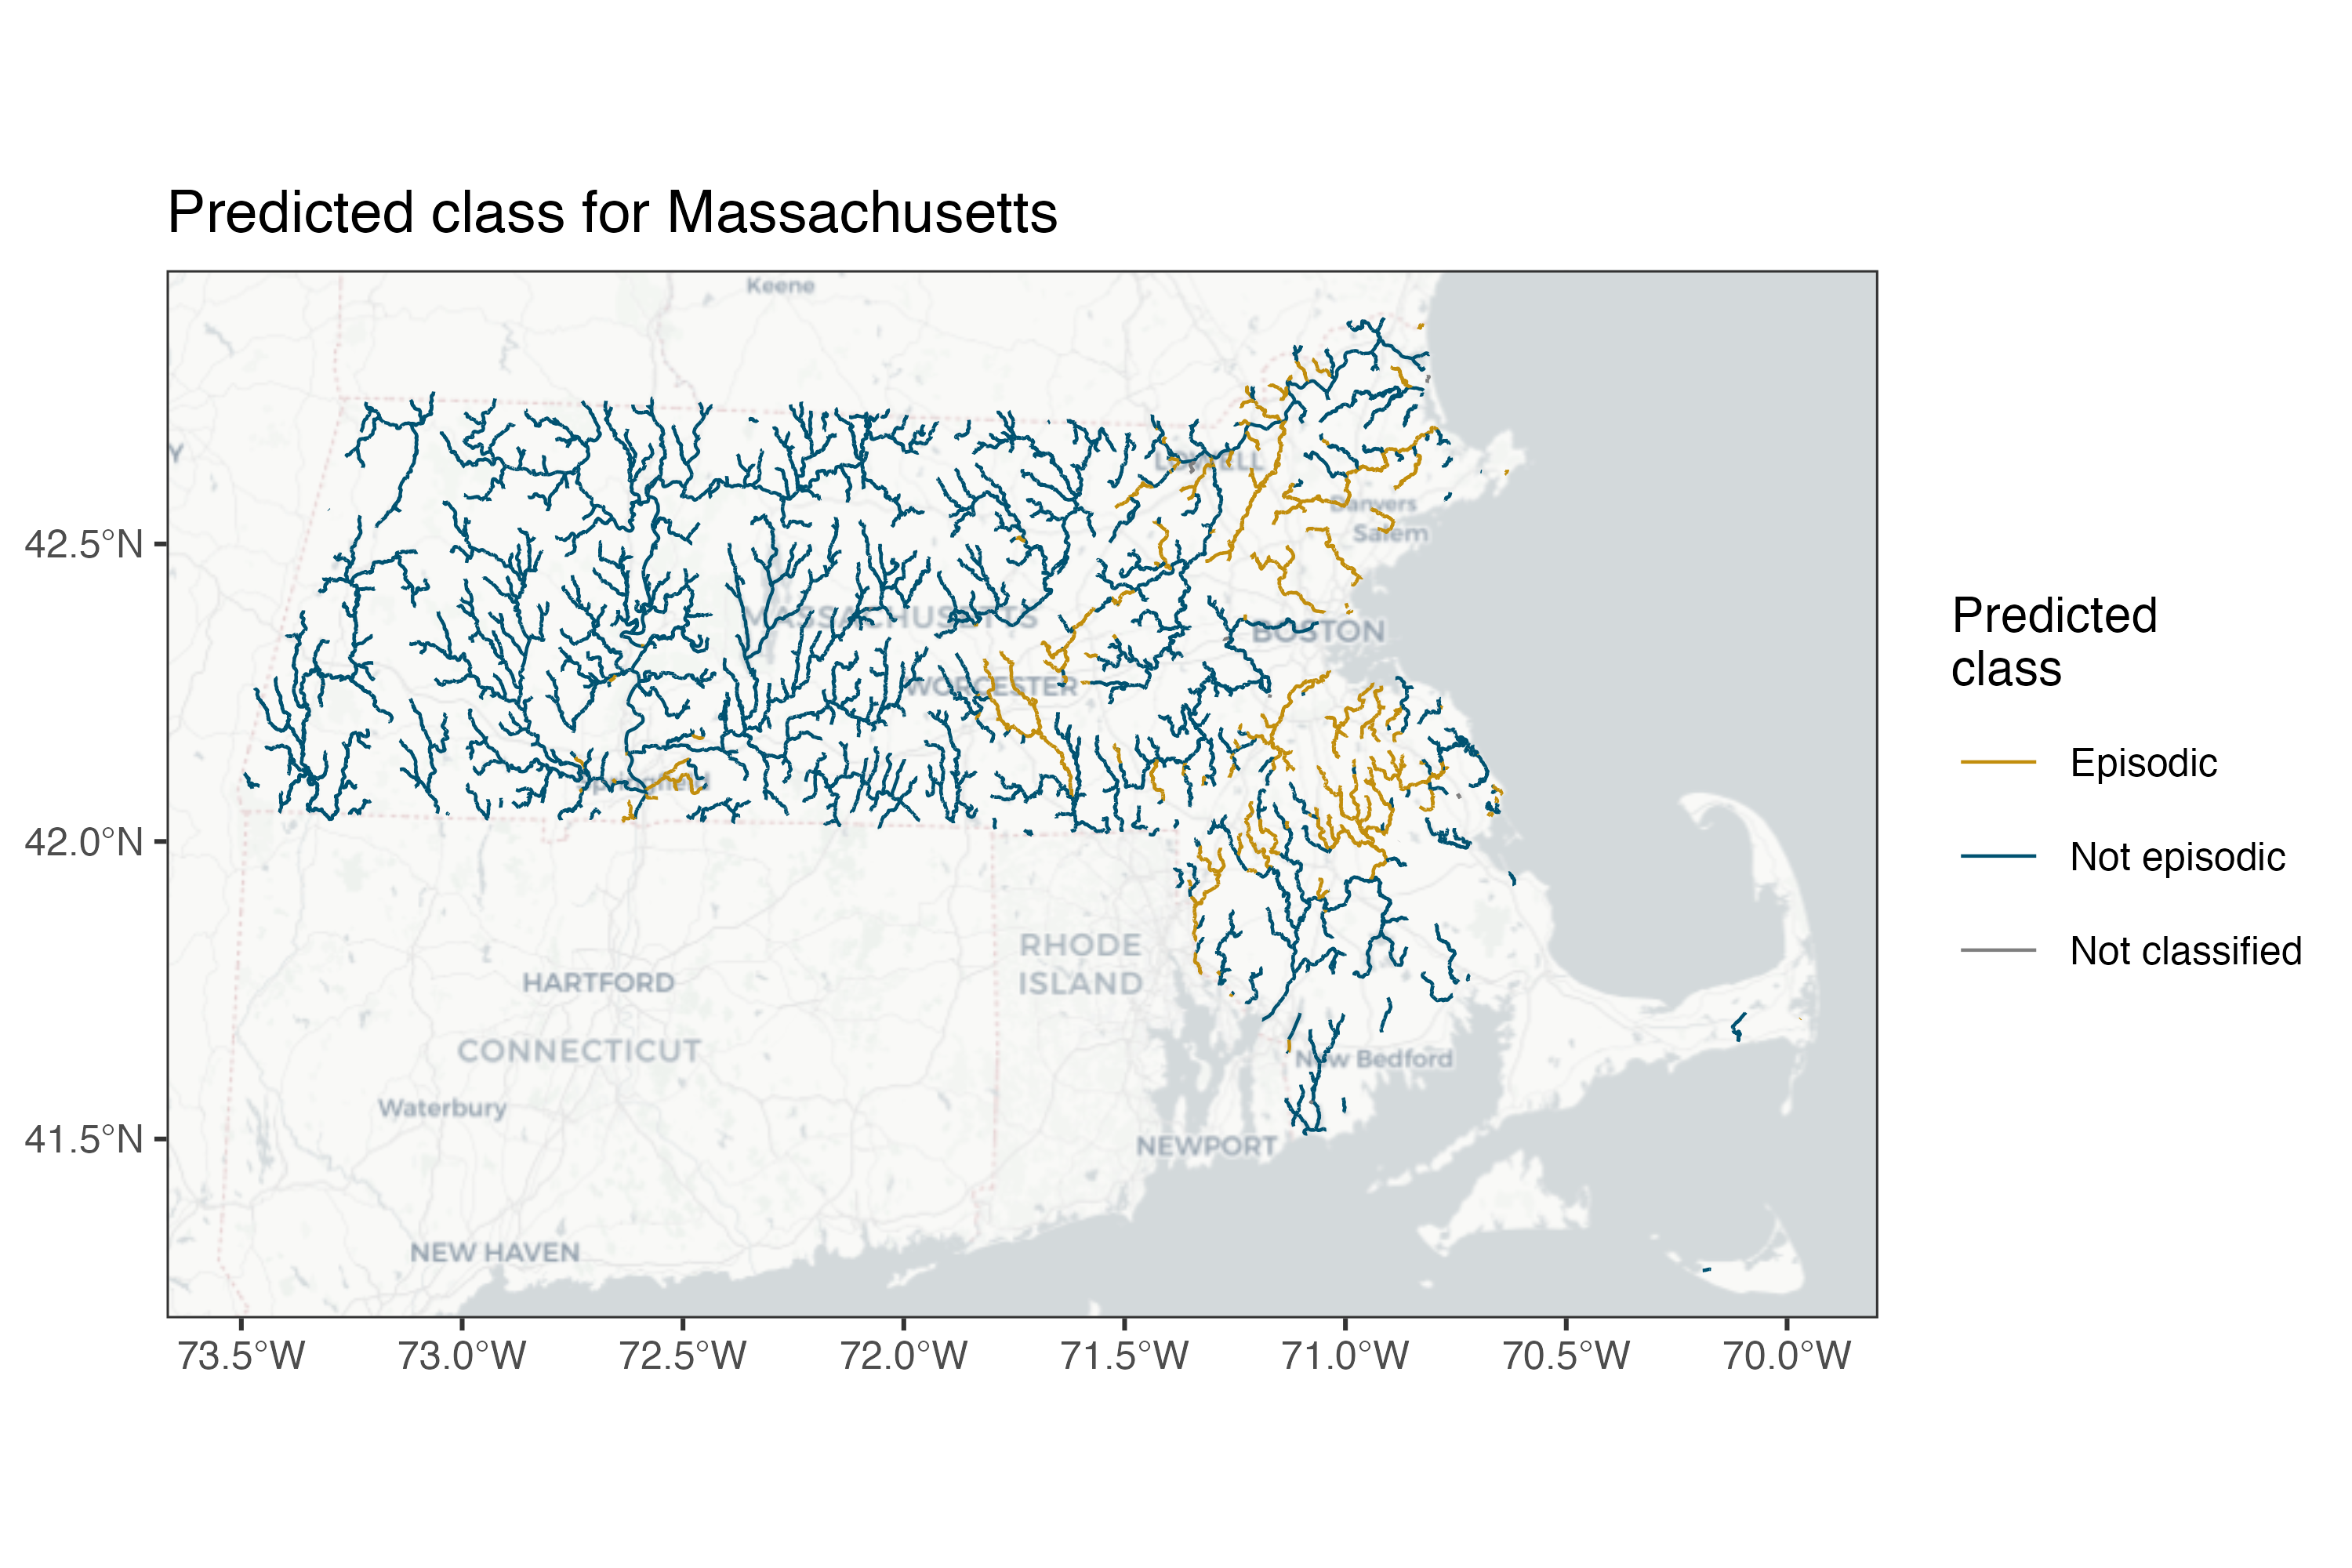 Predicted class for Massachusetts
Keene
Y
LOWELL
Danvers
Salem
42.5°N
MASSACHUSETTS
BOSTON
WORCESTER
Springfield
42.0°N
RHODE
ISLAND
HARTFORD
CONNECTICUT
New Bedford
Waterbury
41.5°N
NEWPORT
NEW HAVEN
73.5°W
73.0°W
72.5°W
72.0°W
71.5°W
71.0°W
70.5°W
70.0°W
Predicted
class
Episodic
Not episodic
Not classified